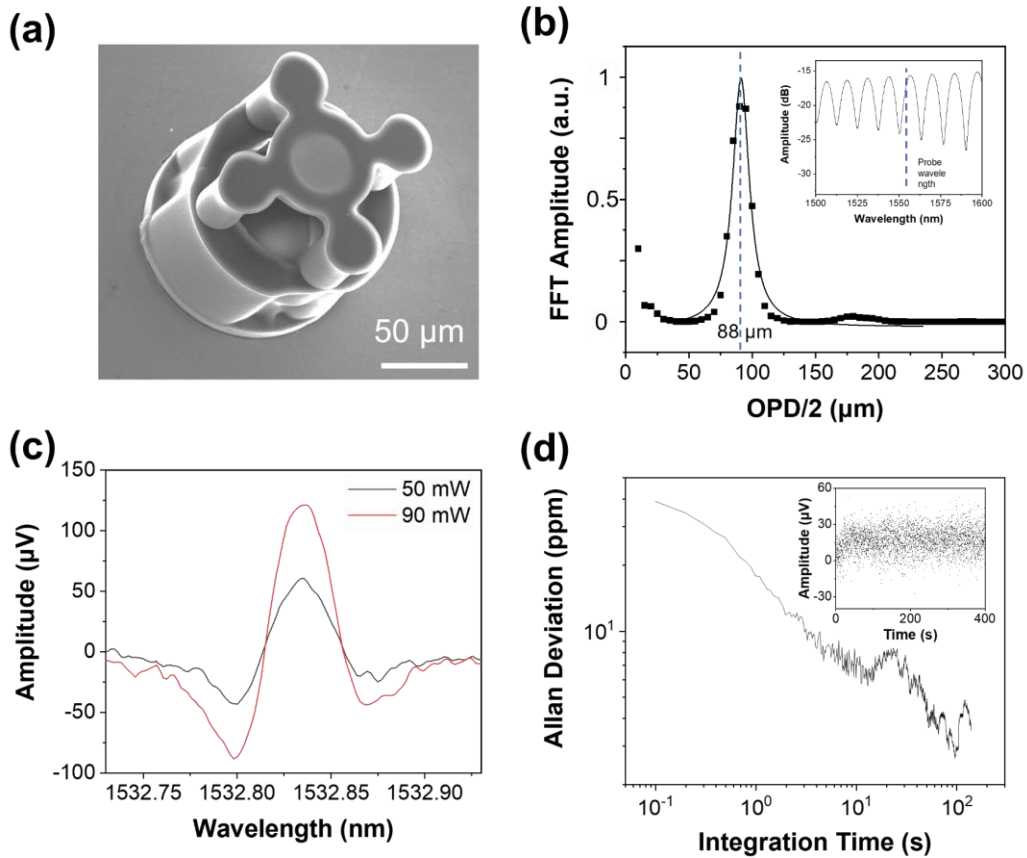 (a)
50 µm
(b)
FFT Amplitude (a.u.)
1
0.5
0
0
50
100
150
200
250
300
OPD/2 (µm)
88 µm
Amplitude (dB)
-15
-20
-25
-30
1500
1525
1550
1575
1600
Wavelength (nm)
Probe
wavele
ngth
(c)
Amplitude (µV)
150
100
50
0
-50
-100
50 mW
90 mW
1532.75
1532.80
1532.85
1532.90
Wavelength (nm)
(d)
Allan Deviation (ppm)
10¹
10⁻¹
10⁰
10¹
10²
Integration Time (s)
Amplitude (µV)
60
30
0
-30
0
200
400
Time (s)